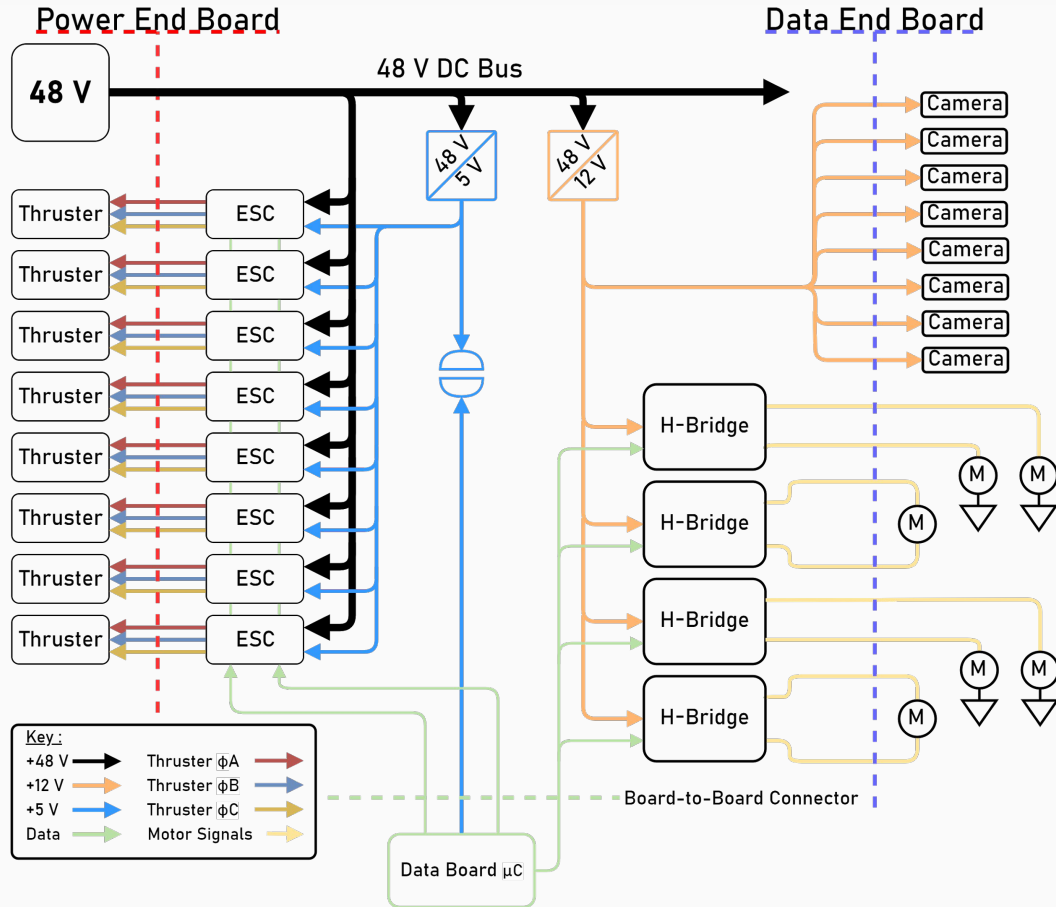 Power End Board
Data End Board
48 V
48 V DC Bus
48 V
5 V
48 V
12 V
Camera
Camera
Camera
Camera
Camera
Camera
Camera
Camera
Thruster
ESC
Thruster
ESC
Thruster
ESC
Thruster
ESC
Thruster
ESC
Thruster
ESC
Thruster
ESC
Thruster
ESC
H-Bridge
M
M
H-Bridge
M
H-Bridge
M
M
H-Bridge
M
Key :
+48 V
Thruster ϕA
+12 V
Thruster ϕB
+5 V
Thruster ϕC
Data
Motor Signals
Board-to-Board Connector
Data Board µC